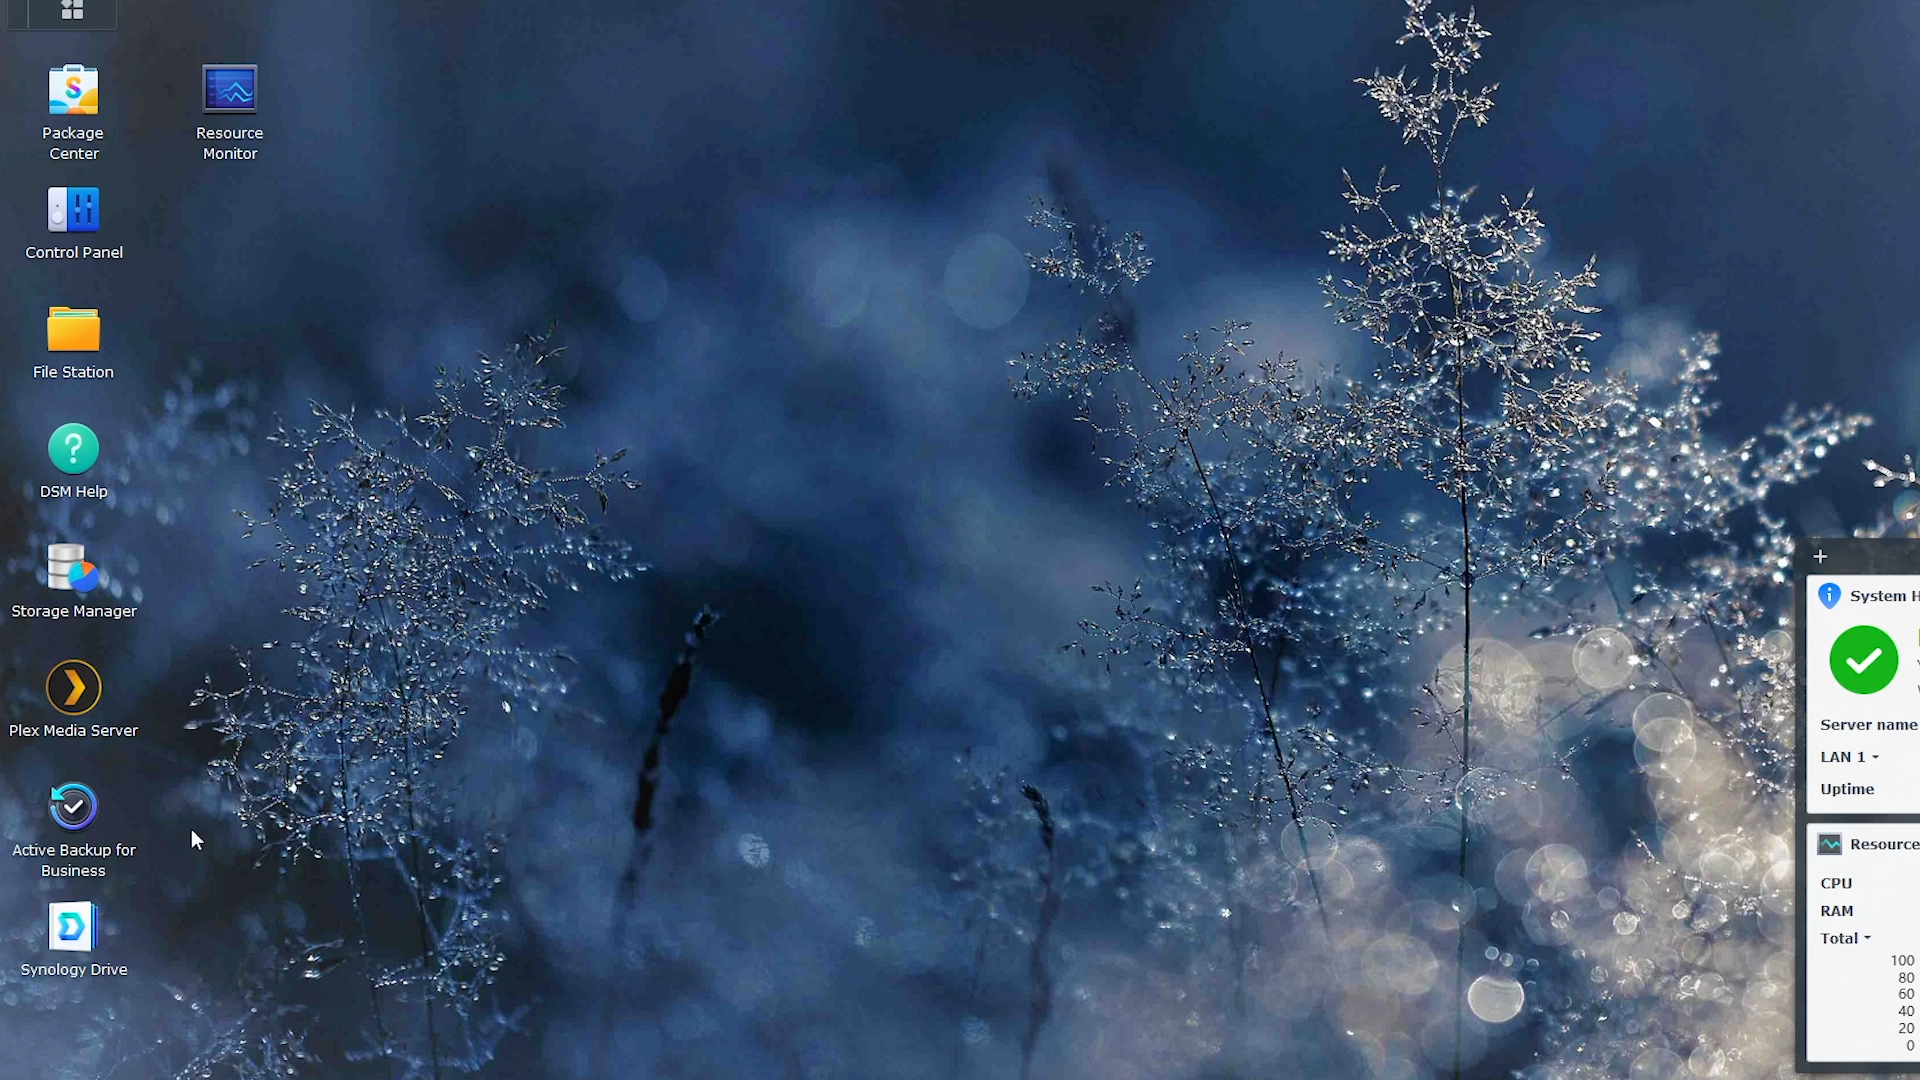 Package
Center
Resource
Monitor
Control Panel
File Station
DSM Help
Storage Manager
Plex Media Server
Active Backup for
Business
Synology Drive
System H
Server name
LAN 1
Uptime
Resource
CPU
RAM
Total
100
80
60
40
20
0